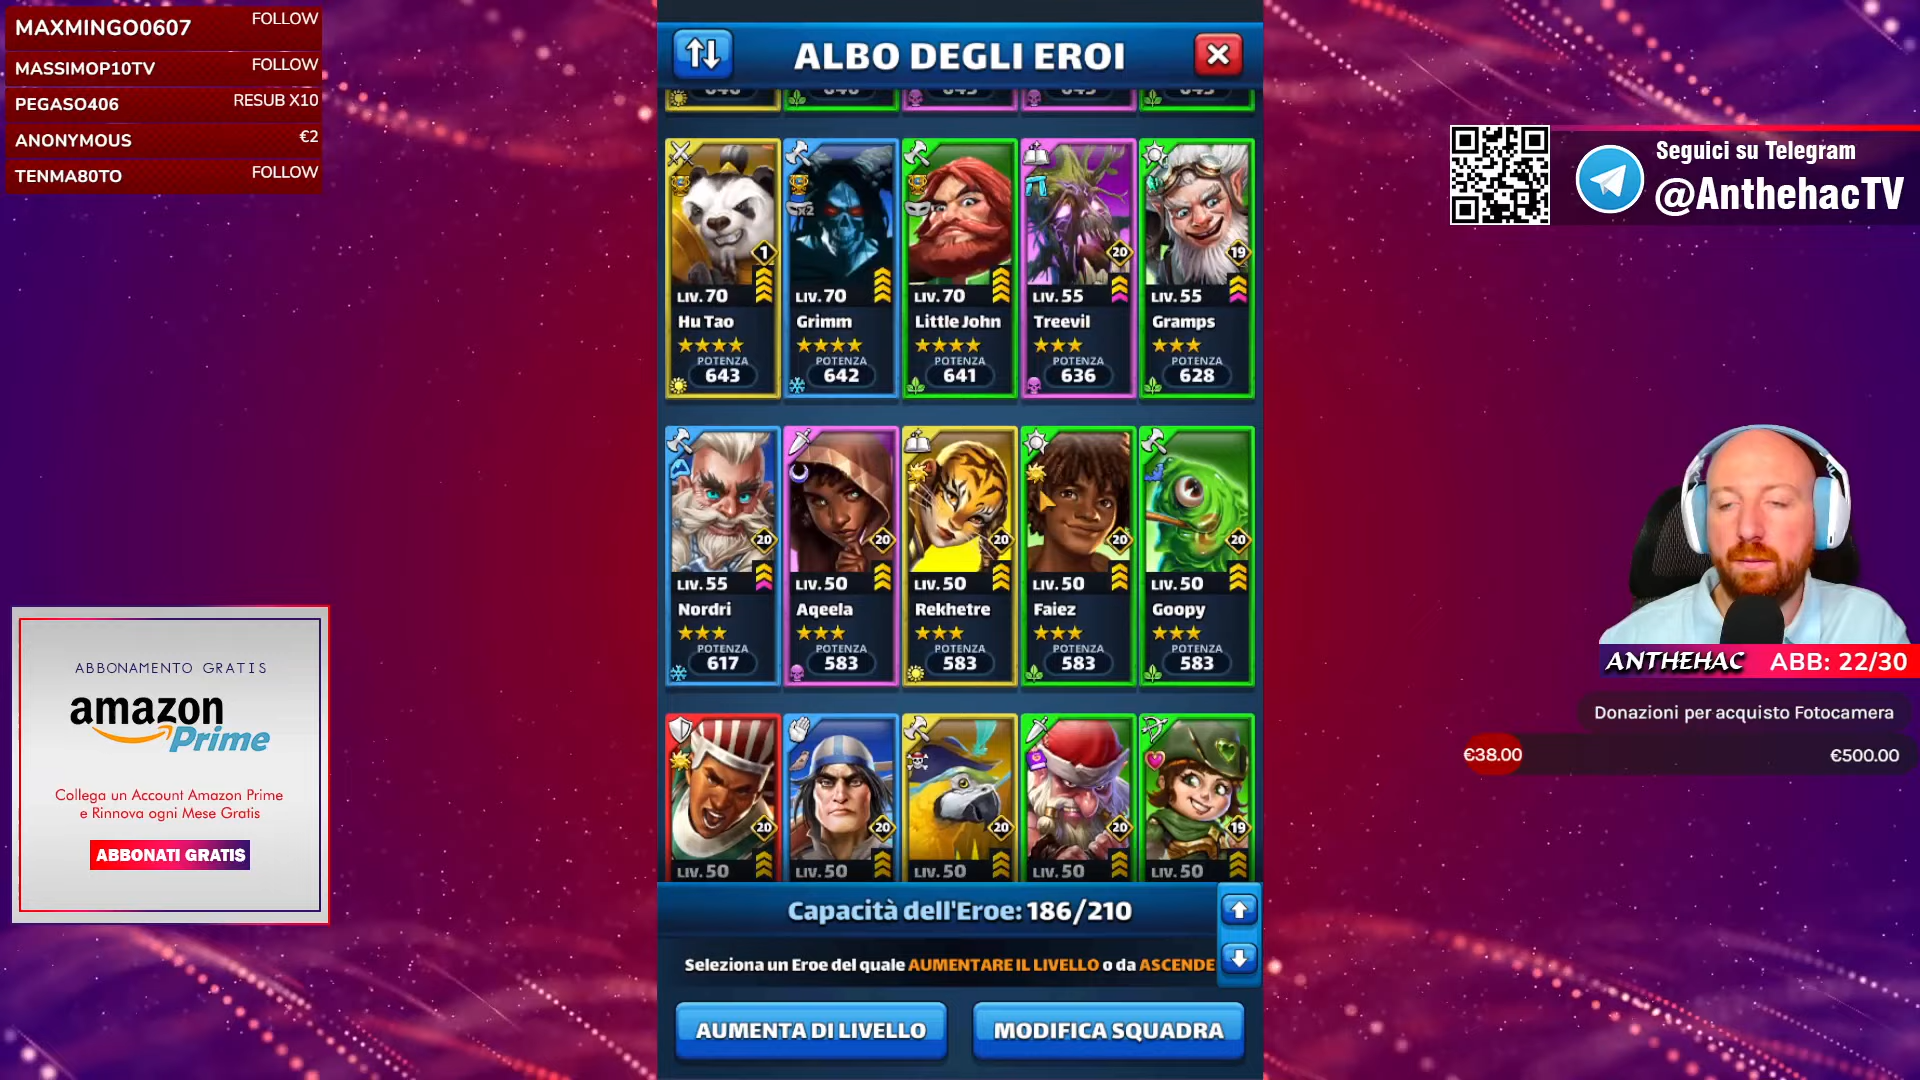 MAXMINGO0607 FOLLOW
MASSIMOP10TV FOLLOW
PEGASO406 RESUB X10
ANONYMOUS €2
TENMA80TO FOLLOW
ALBO DEGLI EROI
x2
1
20
19
LIV. 70
LIV. 70
LIV. 70
LIV. 55
LIV. 55
Hu Tao
Grimm
Little John
Treevil
Gramps
POTENZA
POTENZA
POTENZA
POTENZA
POTENZA
643
642
641
636
628
20
20
20
20
20
LIV. 55
LIV. 50
LIV. 50
LIV. 50
LIV. 50
Nordri
Aqeela
Rekhetre
Faiez
Goopy
POTENZA
POTENZA
POTENZA
POTENZA
POTENZA
617
583
583
583
583
20
20
20
20
19
LIV. 50
LIV. 50
LIV. 50
LIV. 50
LIV. 50
Capacità dell'Eroe: 186/210
Seleziona un Eroe del quale AUMENTARE IL LIVELLO o da ASCENDE
AUMENTA DI LIVELLO
MODIFICA SQUADRA
ABBONAMENTO GRATIS
amazon
Prime
Collega un Account Amazon Prime
e Rinnova ogni Mese Gratis
ABBONATI GRATIS
Seguici su Telegram
@AnthehacTV
ANTHEHAC ABB: 22/30
Donazioni per acquisto Fotocamera
€38.00 €500.00